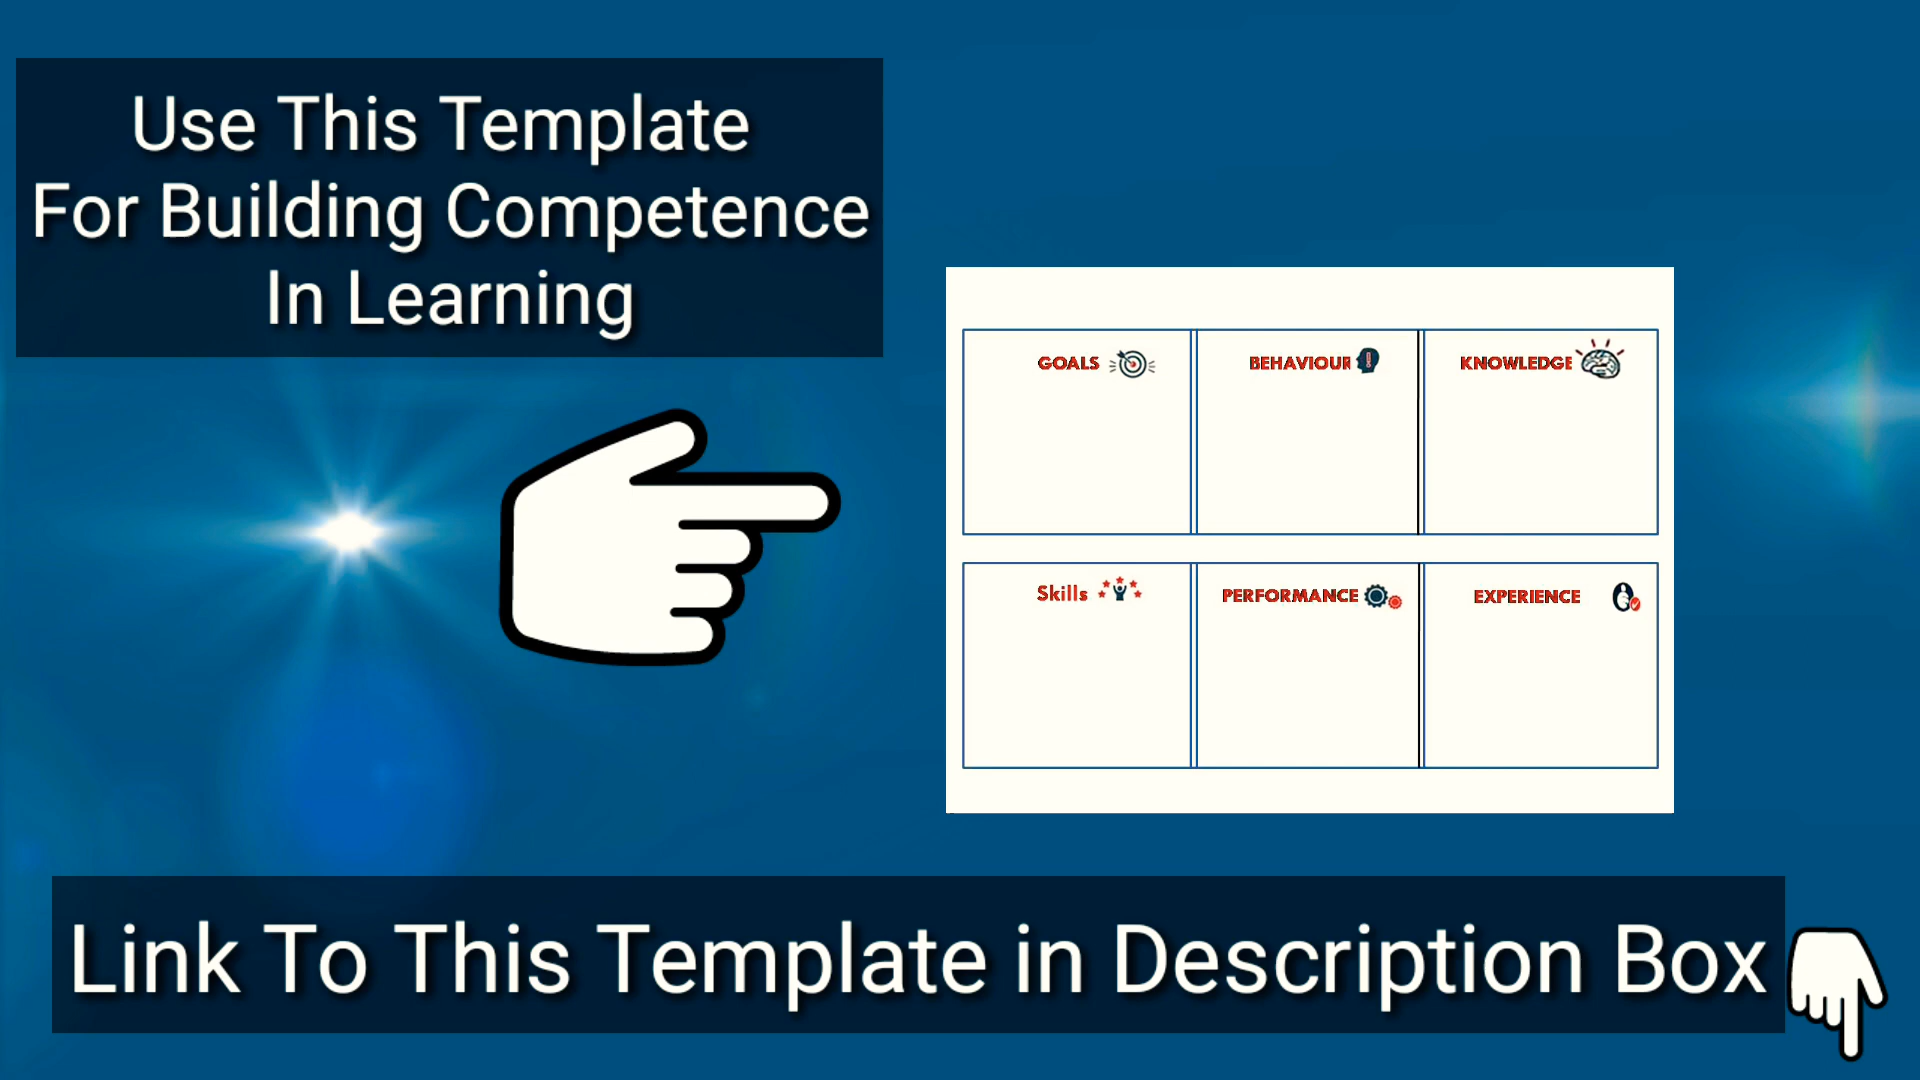 Use This Template
For Building Competence
In Learning
GOALS
BEHAVIOUR
KNOWLEDGE
Skills
PERFORMANCE
EXPERIENCE
Link To This Template in Description Box